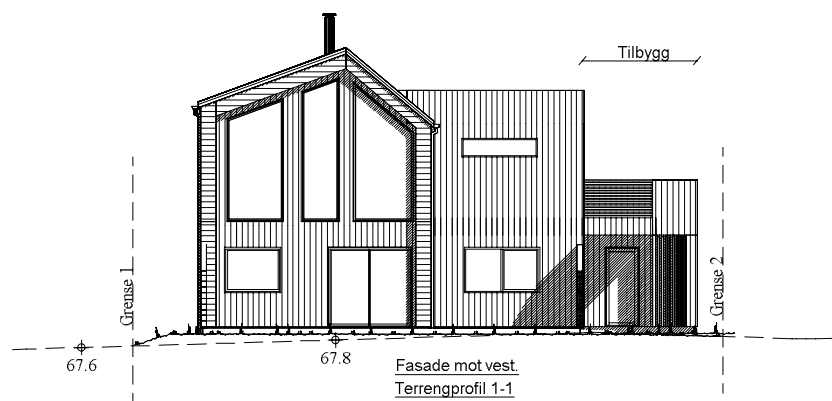 Tilbygg
Grense 1
Grense 2
67.6
67.8
Fasade mot vest.
Terrengprofil 1-1